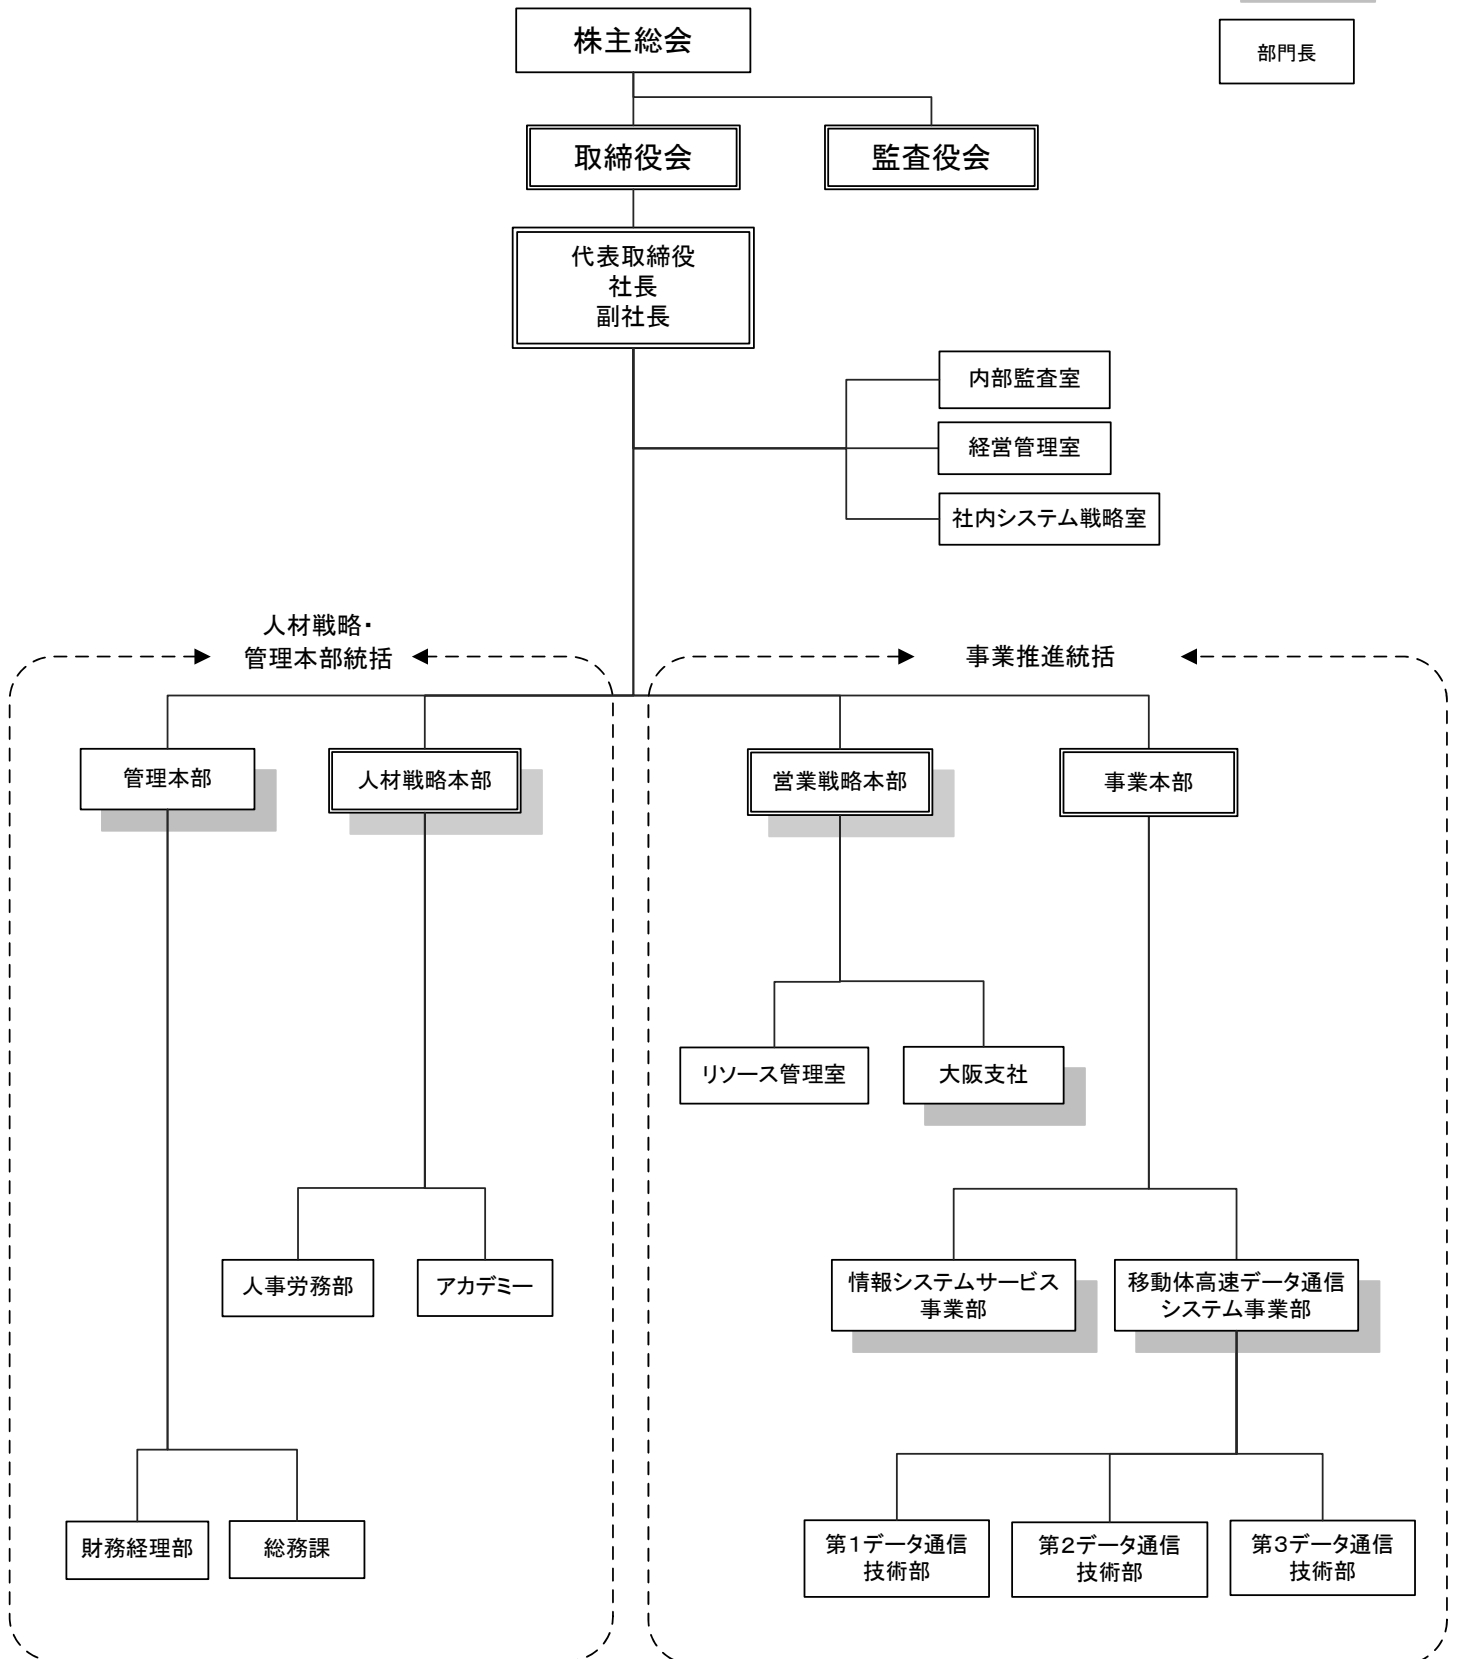 株主総会
部門長
取締役会
監査役会
代表取締役
社長
副社長
内部監査室
経営管理室
社内システム戦略室
人材戦略・
管理本部統括
事業推進統括
管理本部
人材戦略本部
営業戦略本部
事業本部
リソース管理室
大阪支社
人事労務部
アカデミー
情報システムサービス
事業部
移動体高速データ通信
システム事業部
財務経理部
総務課
第1データ通信
技術部
第2データ通信
技術部
第3データ通信
技術部